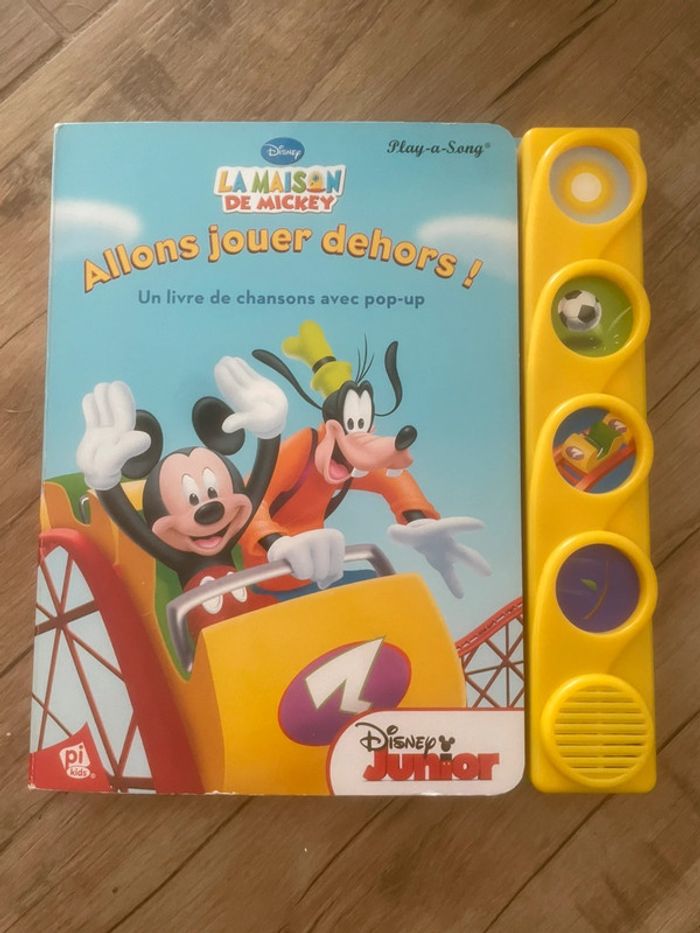 Disney
Play-a-Song®
LA MAISON
DE MICKEY
Allons jouer dehors !
Un livre de chansons avec pop-up
pi
kids®
Disney
Junior